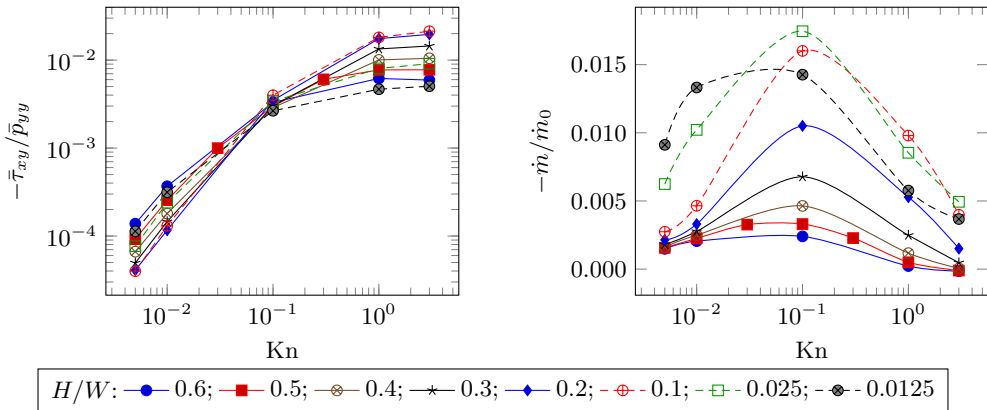 10^{-2}
10^{-3}
10^{-4}
-\bar{\tau}_{xy}/\bar{p}_{yy}
10^{-2} 10^{-1} 10^{0}
Kn
0.015
0.010
0.005
0.000
-\dot{m}/\dot{m}_0
10^{-2} 10^{-1} 10^{0}
Kn
H/W: 0.6; 0.5; 0.4; 0.3; 0.2; 0.1; 0.025; 0.0125